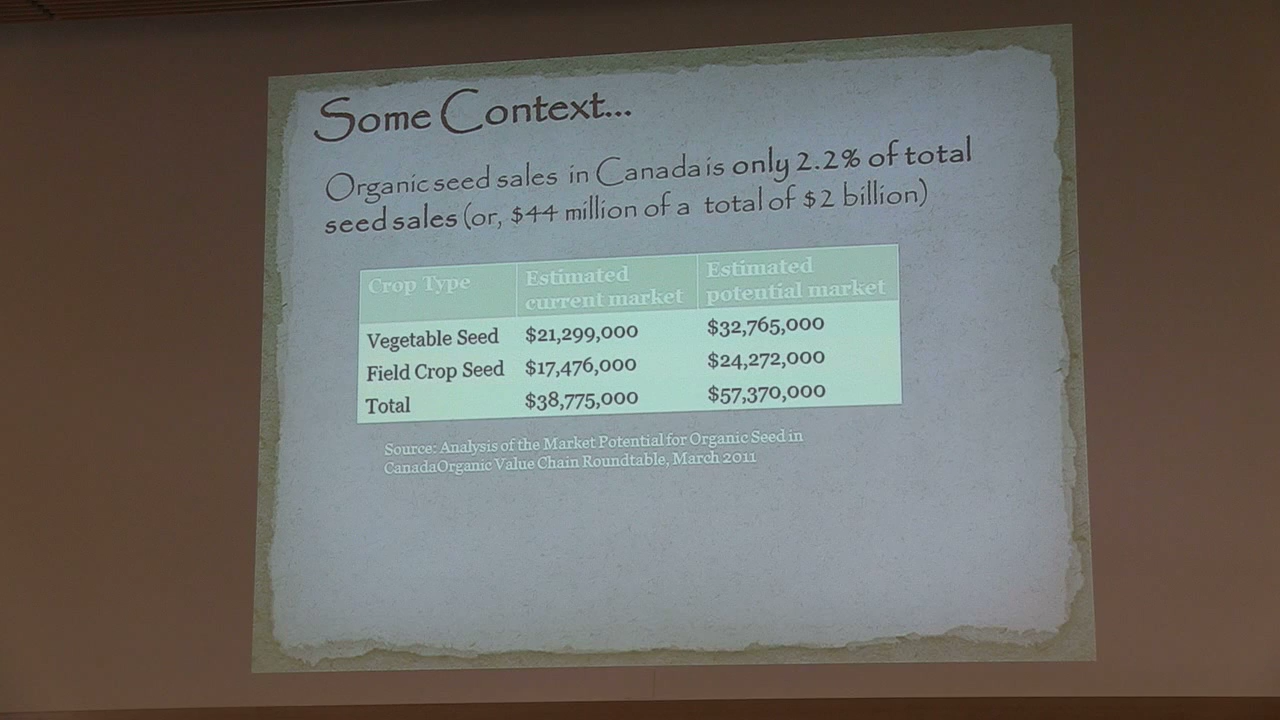 Some Context...
Organic seed sales in Canada is only 2.2% of total
seed sales (or, $44 million of a total of $2 billion)
Crop Type Estimated current market Estimated potential market
Vegetable Seed $21,299,000 $32,765,000
Field Crop Seed $17,476,000 $24,272,000
Total $38,775,000 $57,370,000
Source: Analysis of the Market Potential for Organic Seed in
CanadaOrganic Value Chain Roundtable, March 2011